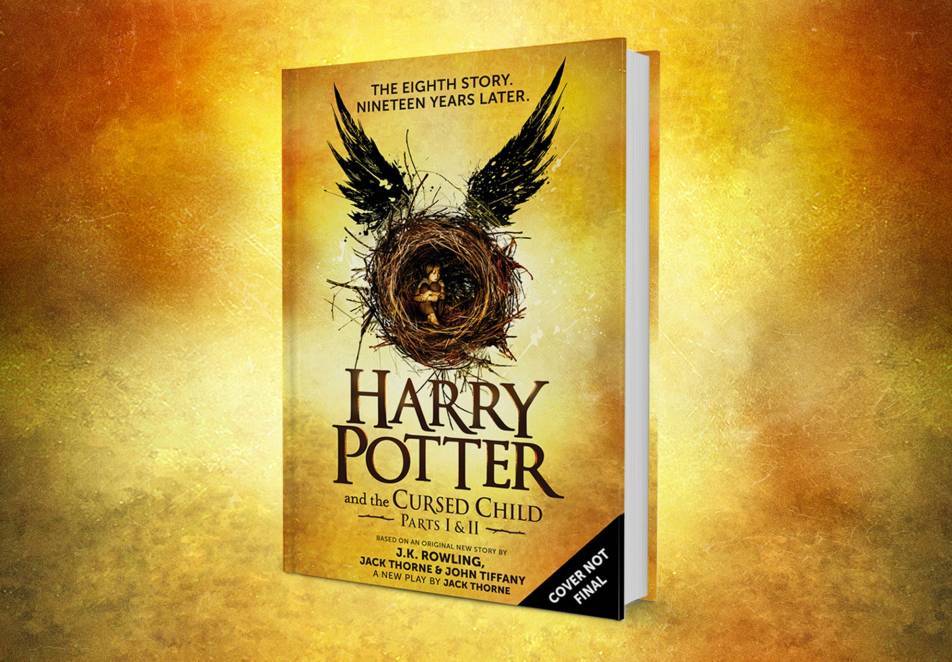 THE EIGHTH STORY.
NINETEEN YEARS LATER.
HARRY
POTTER
and the CURSED CHILD
PARTS I & II
BASED ON AN ORIGINAL NEW STORY BY
J.K. ROWLING,
JACK THORNE & JOHN TIFFANY
A NEW PLAY BY JACK THORNE
COVER NOT
FINAL